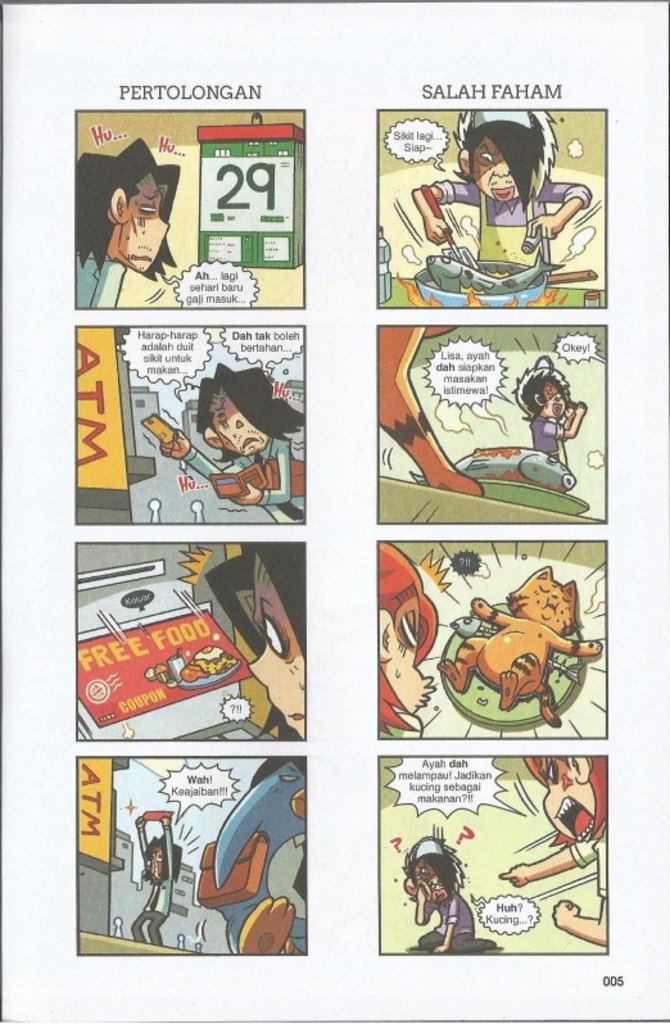 PERTOLONGAN
Hu...
Hu...
29
Ah... lagi
sehari baru
gaji masuk...
ATM
Harap-harap
adalah duit
sikit untuk
makan...
Dah tak boleh
bertahan...
Hu...
Hu...
Keluar
FREE FOOD
COUPON
?!!
ATM
Wah!
Keajaiban!!!
SALAH FAHAM
Sikit lagi...
Siap~
Lisa, ayah
dah siapkan
masakan
istimewa!
Okey!
?!!
Ayah dah
melampau! Jadikan
kucing sebagai
makanan?!!
?
?
Huh?
Kucing...?
005